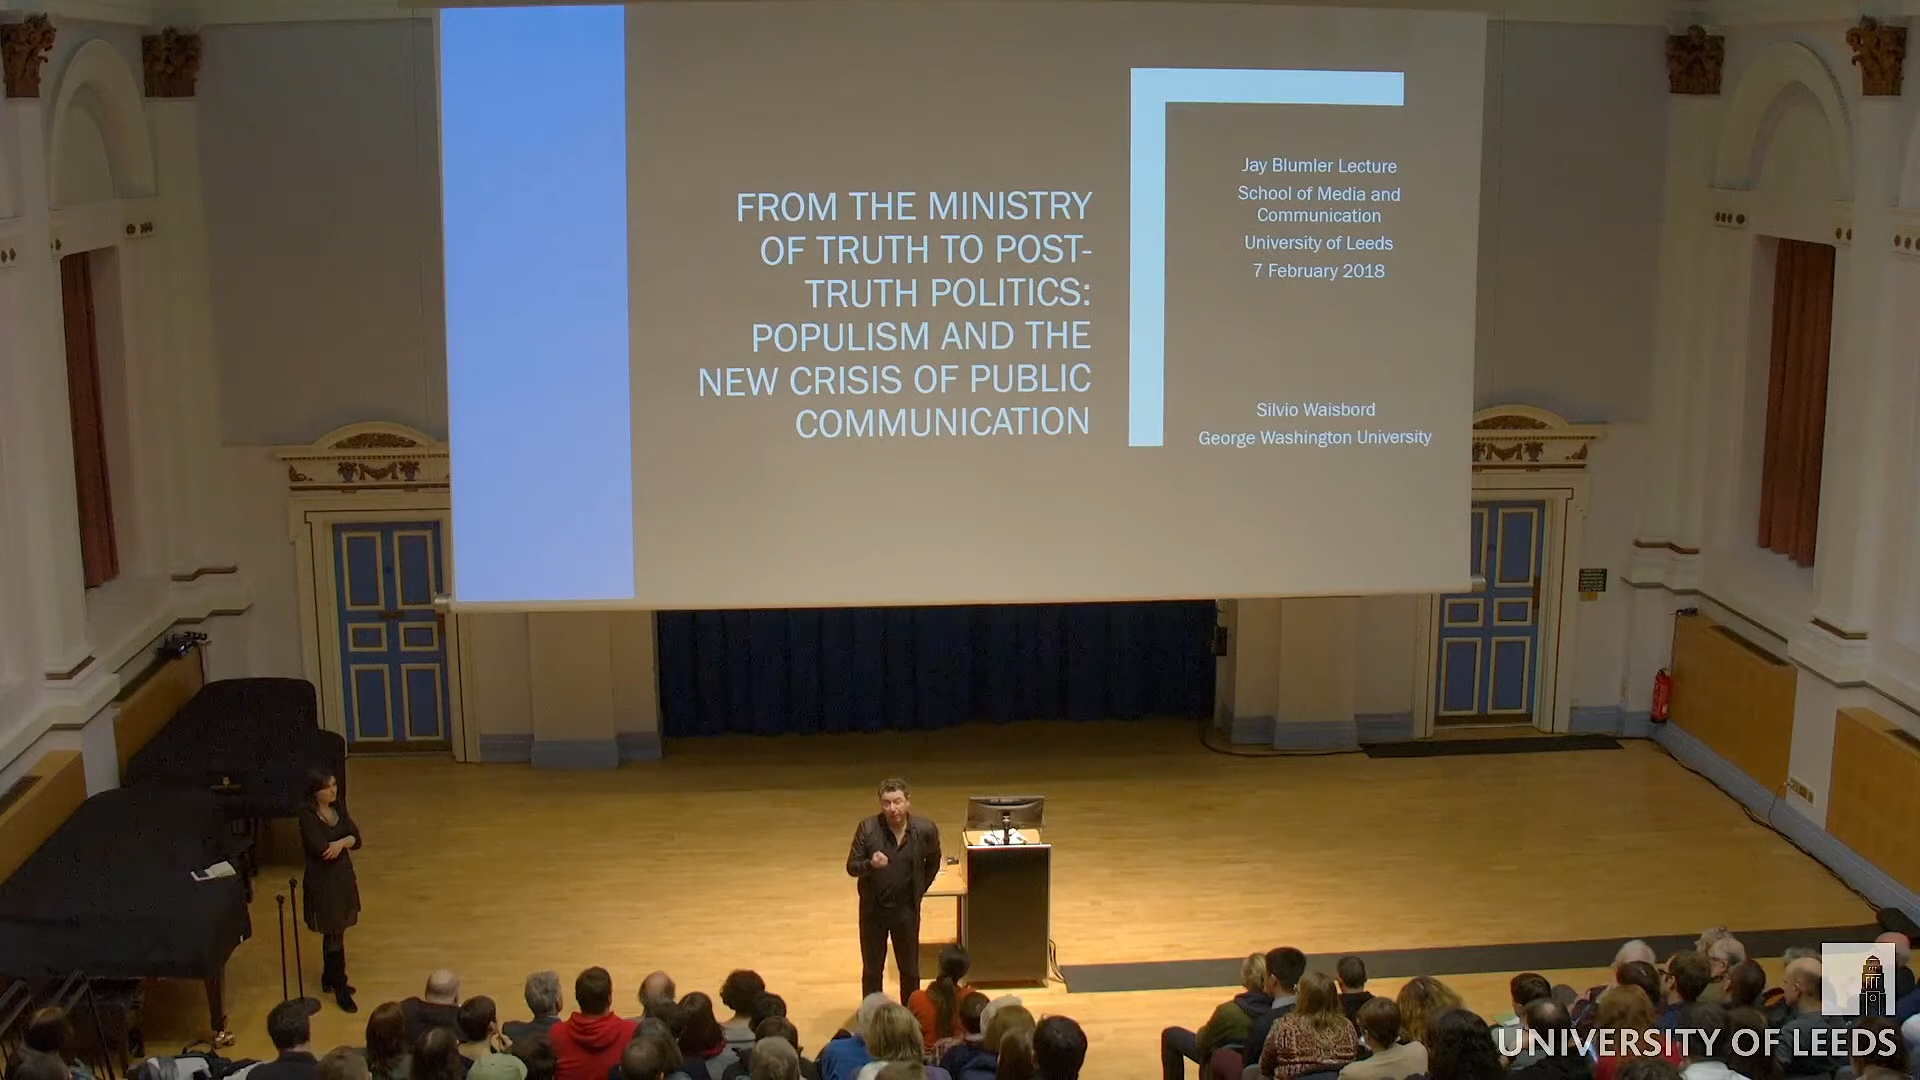 FROM THE MINISTRY
OF TRUTH TO POST-
TRUTH POLITICS:
POPULISM AND THE
NEW CRISIS OF PUBLIC
COMMUNICATION
Jay Blumler Lecture
School of Media and
Communication
University of Leeds
7 February 2018
Silvio Waisbord
George Washington University
UNIVERSITY OF LEEDS